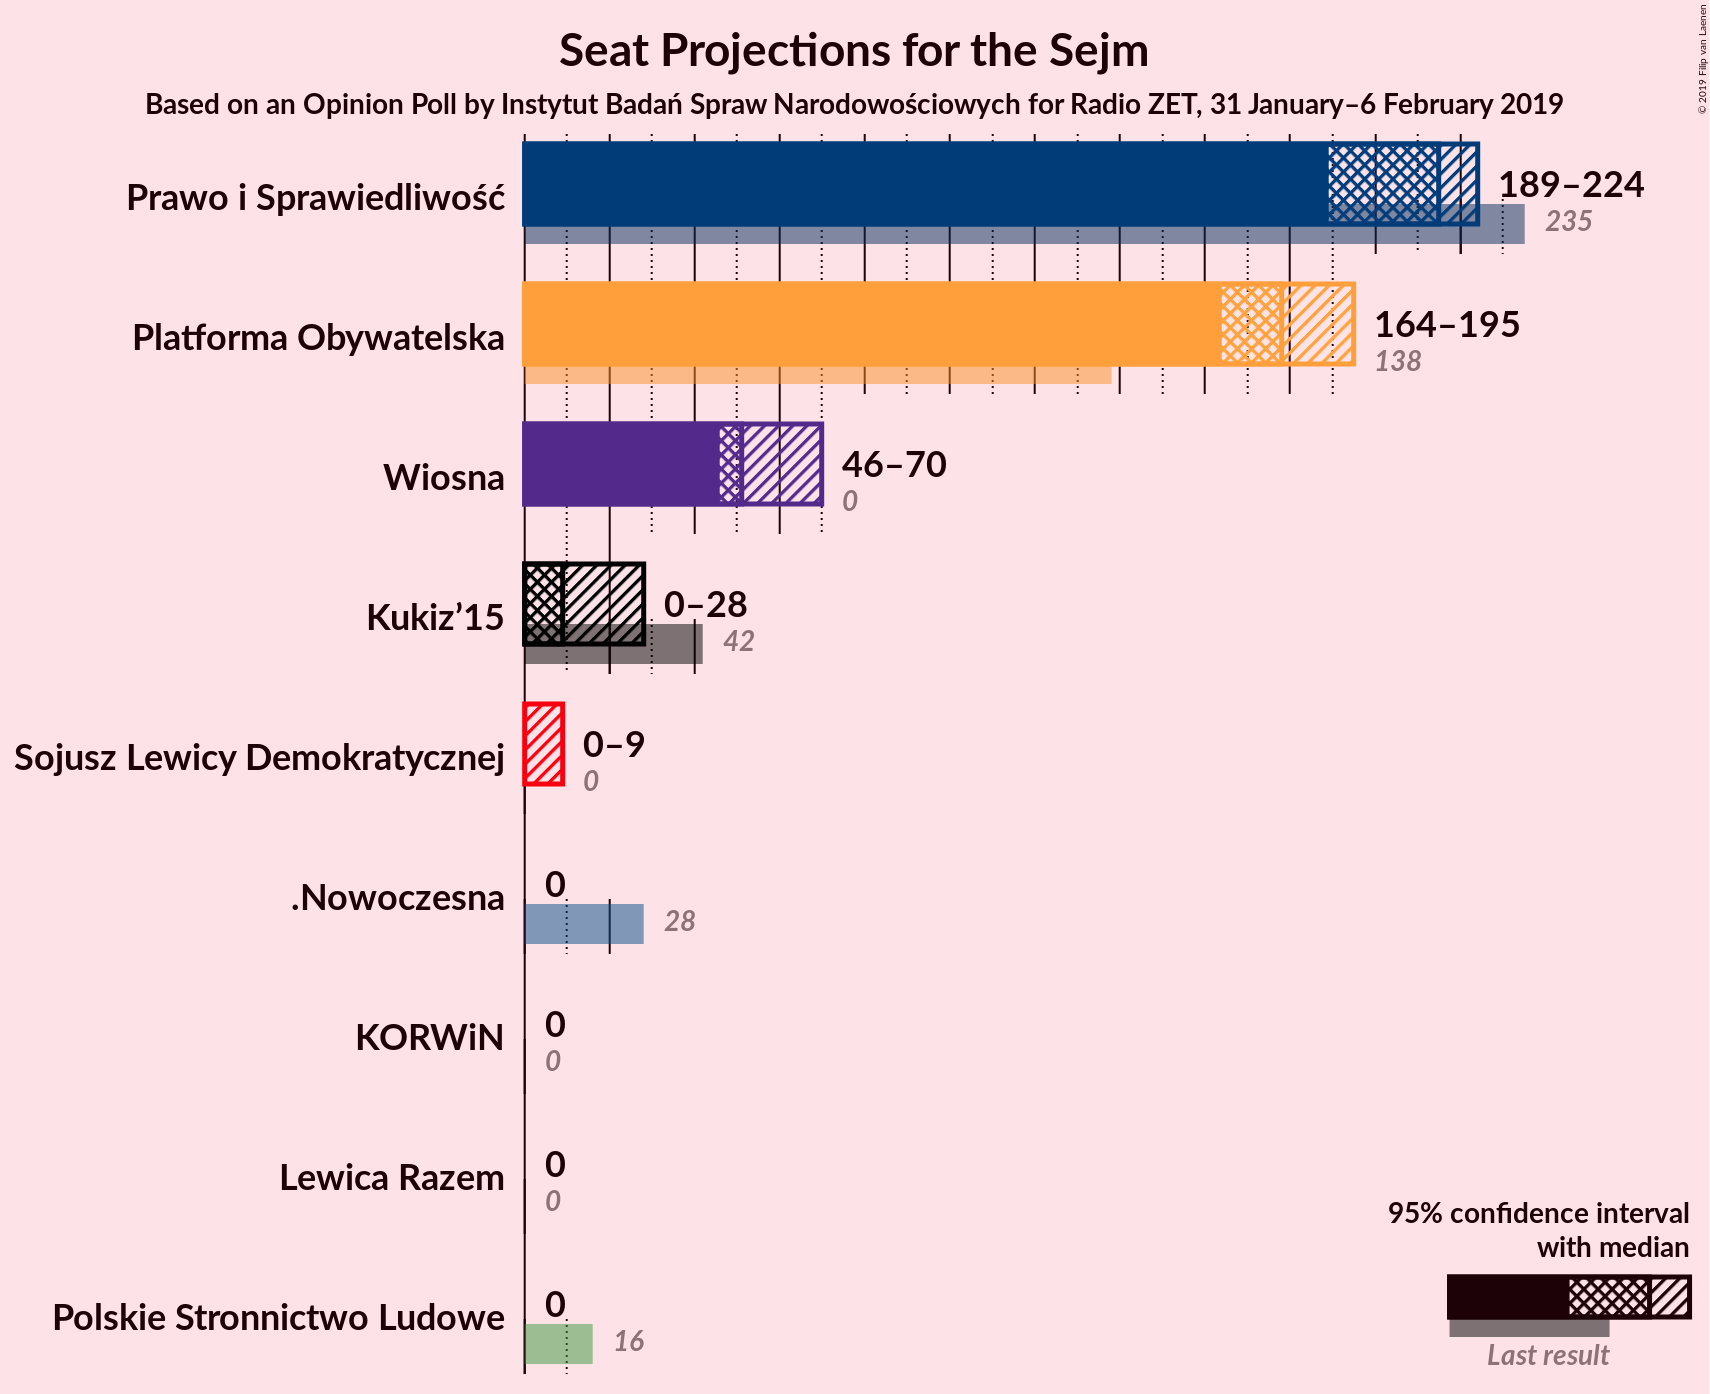 Seat Projections for the Sejm
Based on an Opinion Poll by Instytut Badań Spraw Narodowościowych for Radio ZET, 31 January–6 February 2019
© 2019 Filip van Laenen
Prawo i Sprawiedliwość
189–224
235
Platforma Obywatelska
164–195
138
Wiosna
46–70
0
Kukiz’15
0–28
42
Sojusz Lewicy Demokratycznej
0–9
0
.Nowoczesna
0
28
KORWiN
0
0
Lewica Razem
0
0
Polskie Stronnictwo Ludowe
0
16
95% confidence interval
with median
Last result